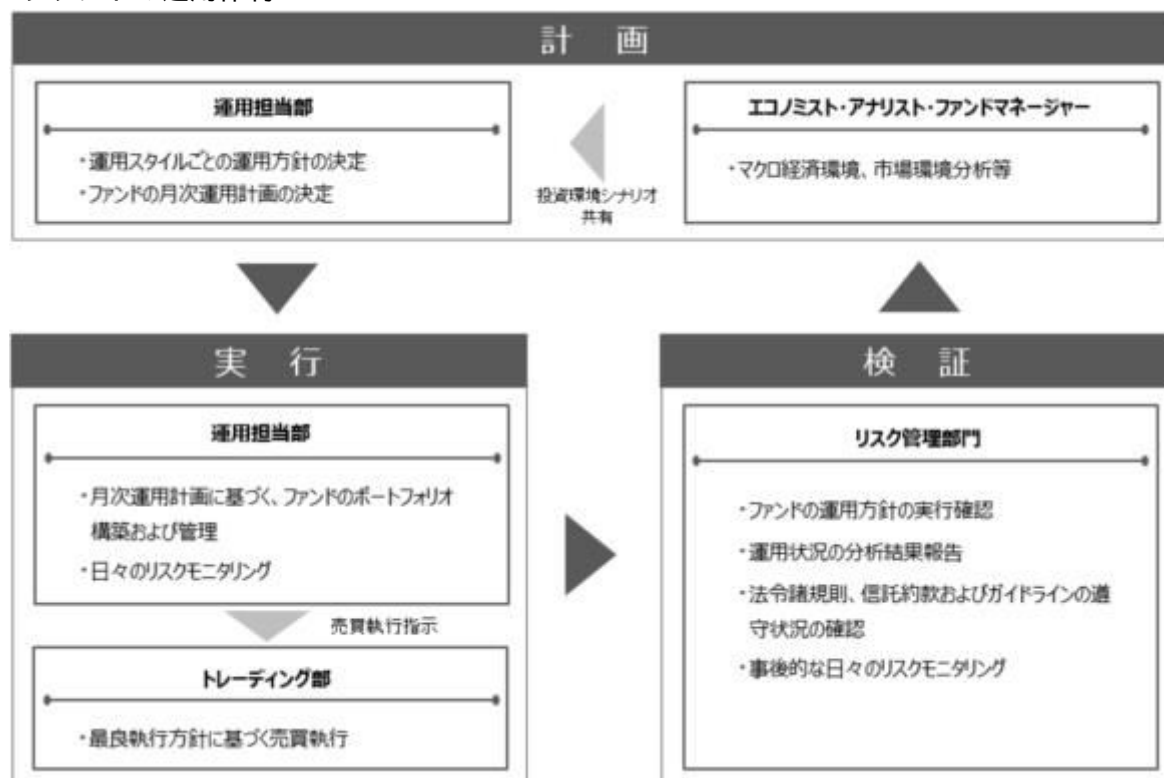 計 画
運用担当部
・運用スタイルごとの運用方針の決定
・ファンドの月次運用計画の決定
投資環境シナリオ
共有
エコノミスト・アナリスト・ファンドマネージャー
・マクロ経済環境、市場環境分析等
実 行
運用担当部
・月次運用計画に基づく、ファンドのポートフォリオ
構築および管理
・日々のリスクモニタリング
売買執行指示
トレーディング部
・最良執行方針に基づく売買執行
検 証
リスク管理部門
・ファンドの運用方針の実行確認
・運用状況の分析結果報告
・法令諸規則、信託約款およびガイドラインの遵
守状況の確認
・事後的な日々のリスクモニタリング